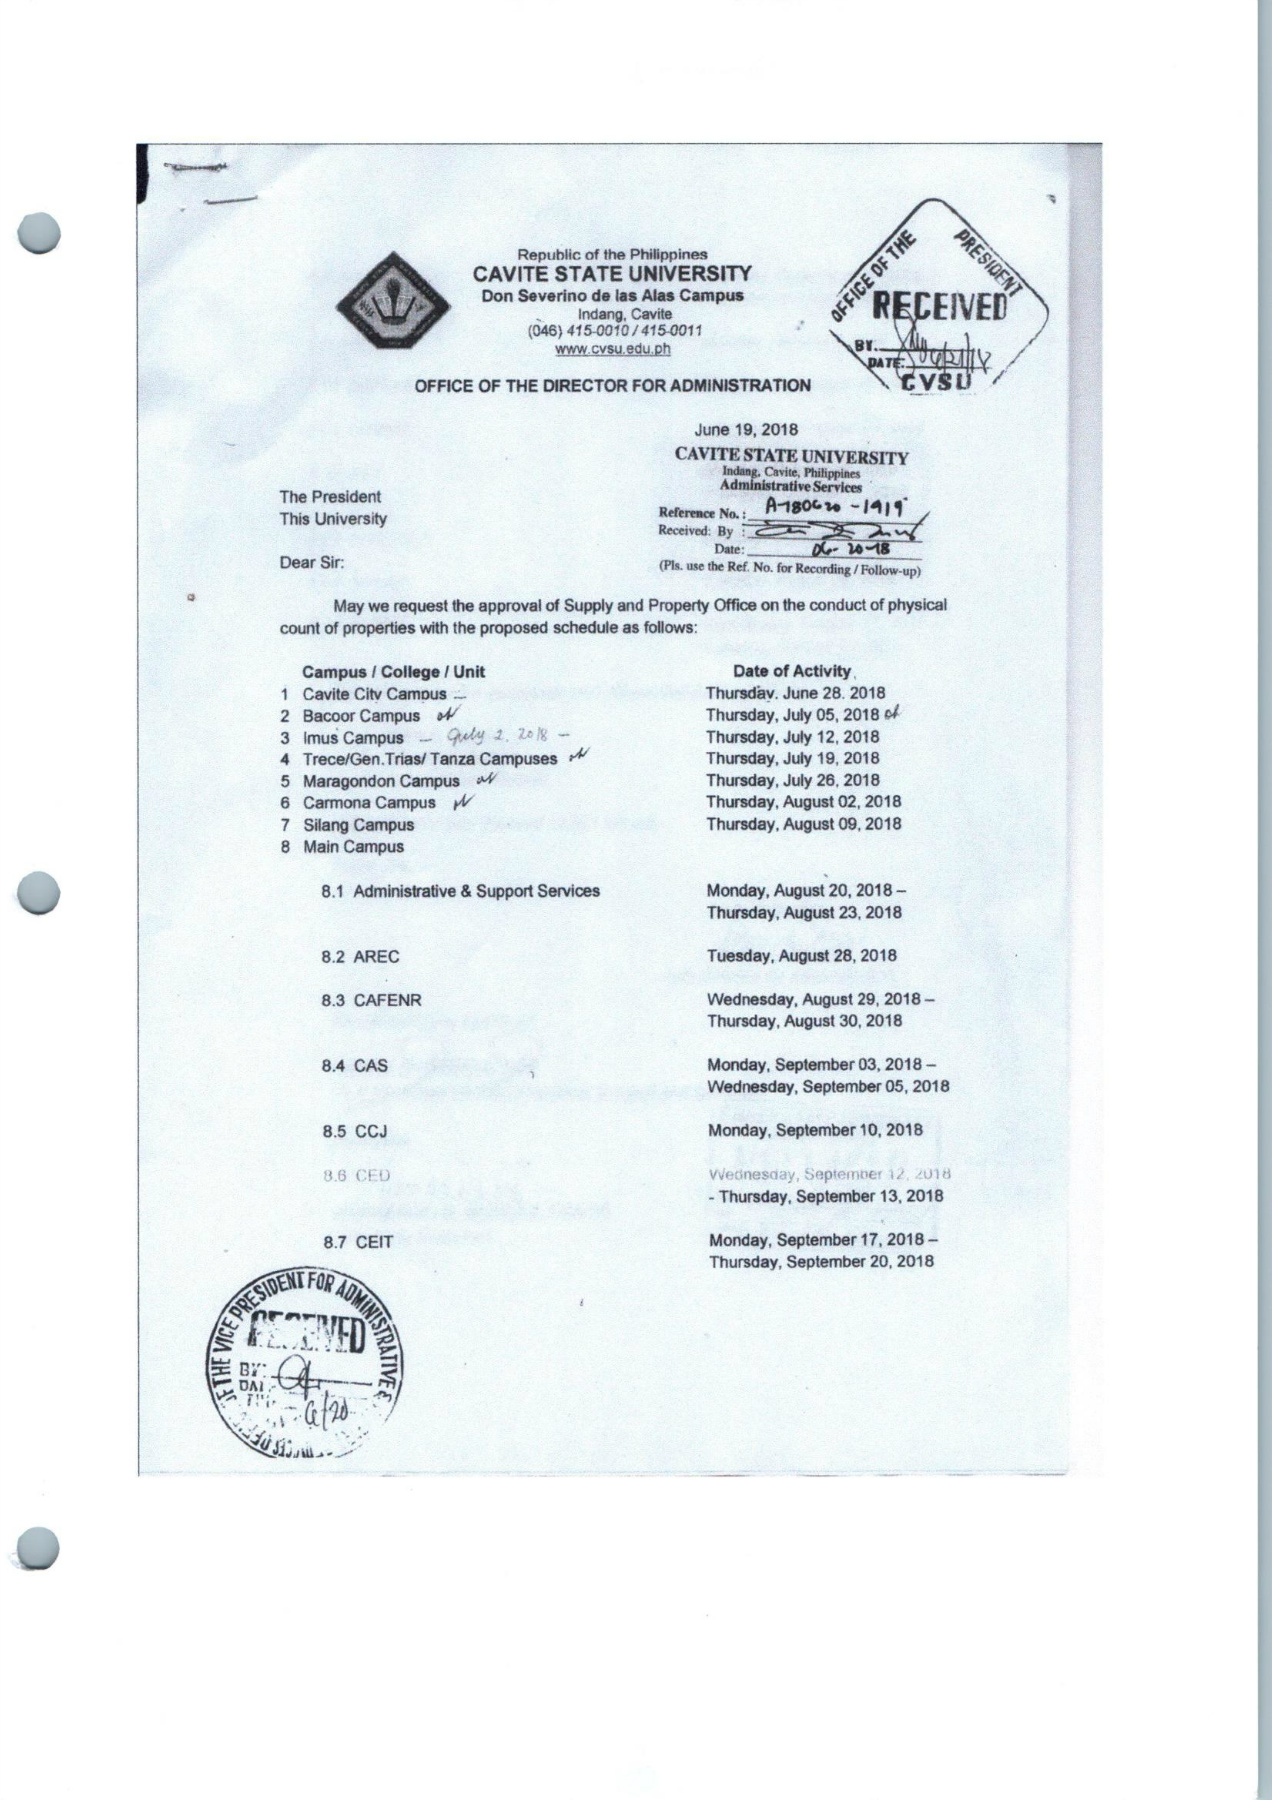 Republic of the Philippines
CAVITE STATE UNIVERSITY
Don Severino de las Alas Campus
Indang, Cavite
(046) 415-0010 / 415-0011
www.cvsu.edu.ph
OFFICE OF THE PRESIDENT
RECEIVED
BY:
DATE: 6/21/18
CVSU
OFFICE OF THE DIRECTOR FOR ADMINISTRATION
June 19, 2018
CAVITE STATE UNIVERSITY
Indang, Cavite, Philippines
Administrative Services
Reference No.: A-180620-1919
Received: By :
Date: 06-20-18
(Pls. use the Ref. No. for Recording / Follow-up)
The President
This University
Dear Sir:
May we request the approval of Supply and Property Office on the conduct of physical
count of properties with the proposed schedule as follows:
Campus / College / Unit Date of Activity
1 Cavite City Campus – Thursday. June 28. 2018
2 Bacoor Campus Thursday, July 05, 2018
3 Imus Campus – July 2. 2018 – Thursday, July 12, 2018
4 Trece/Gen.Trias/ Tanza Campuses Thursday, July 19, 2018
5 Maragondon Campus Thursday, July 26, 2018
6 Carmona Campus Thursday, August 02, 2018
7 Silang Campus Thursday, August 09, 2018
8 Main Campus
8.1 Administrative & Support Services Monday, August 20, 2018 –
Thursday, August 23, 2018
8.2 AREC Tuesday, August 28, 2018
8.3 CAFENR Wednesday, August 29, 2018 –
Thursday, August 30, 2018
8.4 CAS Monday, September 03, 2018 –
Wednesday, September 05, 2018
8.5 CCJ Monday, September 10, 2018
8.6 CED Wednesday, September 12, 2018
- Thursday, September 13, 2018
8.7 CEIT Monday, September 17, 2018 –
Thursday, September 20, 2018
THE VICE PRESIDENT FOR ADMINISTRATIVE &
RECEIVED
BY:
6/20